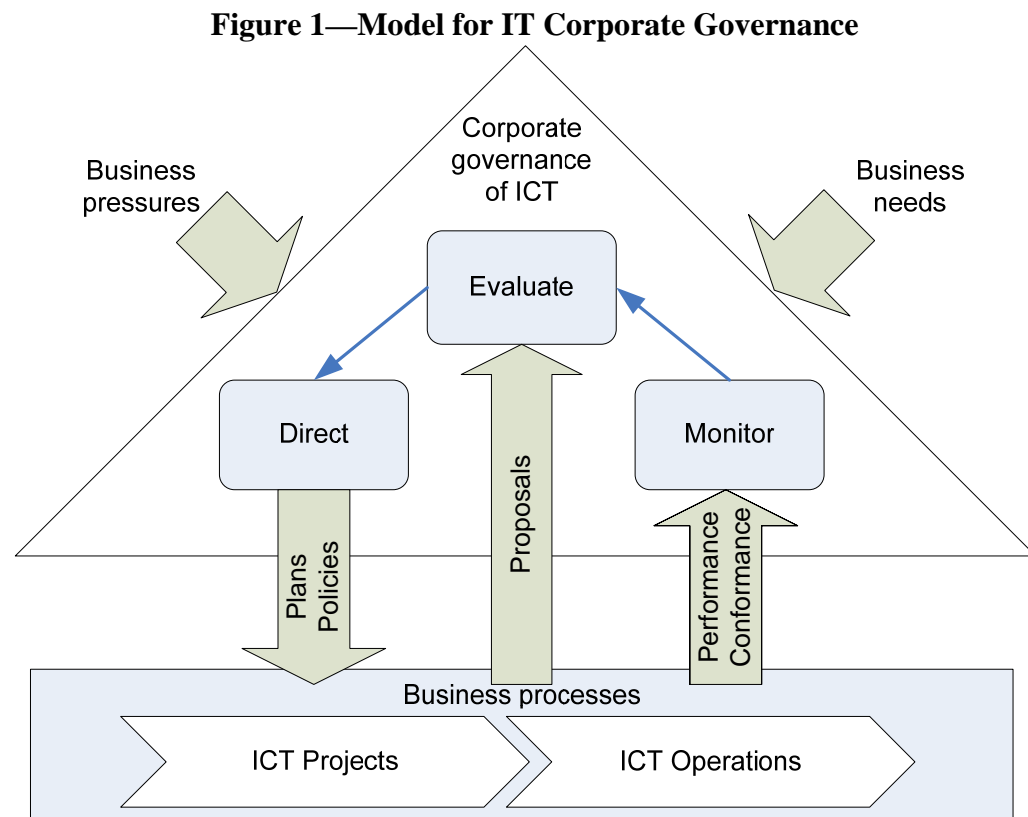 Figure 1—Model for IT Corporate Governance
Corporate
governance
of ICT
Business
pressures
Business
needs
Evaluate
Direct
Monitor
Plans
Policies
Proposals
Performance
Conformance
Business processes
ICT Projects
ICT Operations